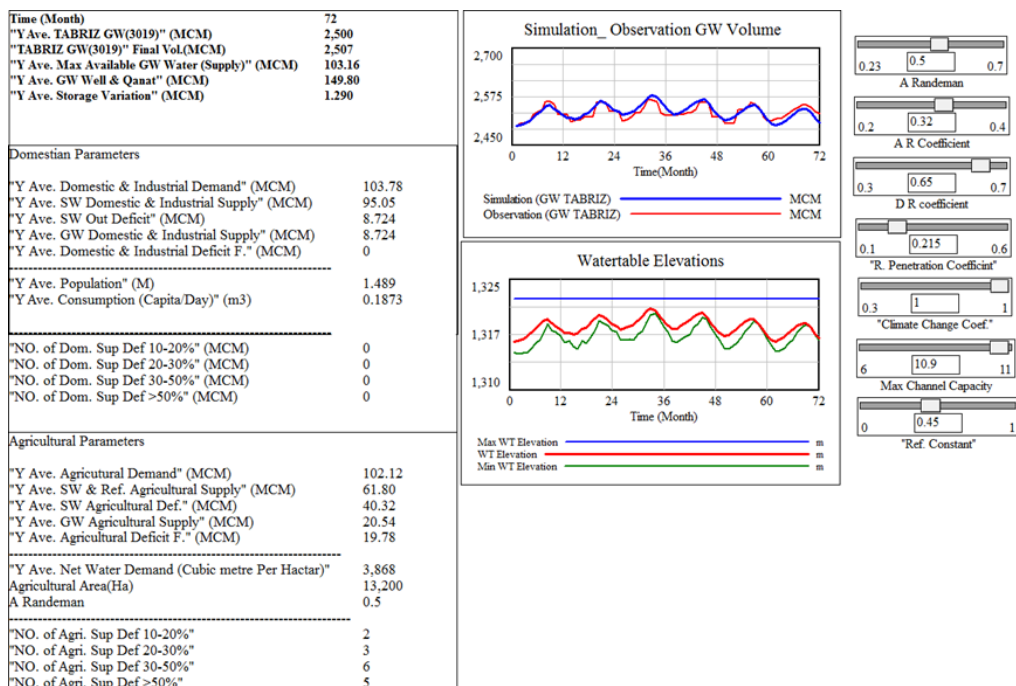 Time (Month) 72
"Y Ave. TABRIZ GW(3019)" (MCM) 2,500
"TABRIZ GW(3019)" Final Vol.(MCM) 2,507
"Y Ave. Max Available GW Water (Supply)" (MCM) 103.16
"Y Ave. GW Well & Qanat" (MCM) 149.80
"Y Ave. Storage Variation" (MCM) 1.290
Domestian Parameters
"Y Ave. Domestic & Industrial Demand" (MCM) 103.78
"Y Ave. SW Domestic & Industrial Supply" (MCM) 95.05
"Y Ave. SW Out Deficit" (MCM) 8.724
"Y Ave. GW Domestic & Industrial Supply" (MCM) 8.724
"Y Ave. Domestic & Industrial Deficit F." (MCM) 0
"Y Ave. Population" (M) 1.489
"Y Ave. Consumption (Capita/Day)" (m3) 0.1873
"NO. of Dom. Sup Def 10-20%" (MCM) 0
"NO. of Dom. Sup Def 20-30%" (MCM) 0
"NO. of Dom. Sup Def 30-50%" (MCM) 0
"NO. of Dom. Sup Def >50%" (MCM) 0
Agricultural Parameters
"Y Ave. Agricutural Demand" (MCM) 102.12
"Y Ave. SW & Ref. Agricultural Supply" (MCM) 61.80
"Y Ave. SW Agricultural Def." (MCM) 40.32
"Y Ave. GW Agricultural Supply" (MCM) 20.54
"Y Ave. Agricultural Deficit F." (MCM) 19.78
"Y Ave. Net Water Demand (Cubic metre Per Hactar)" 3,868
Agricultural Area(Ha) 13,200
A Randeman 0.5
"NO. of Agri. Sup Def 10-20%" 2
"NO. of Agri. Sup Def 20-30%" 3
"NO. of Agri. Sup Def 30-50%" 6
"NO. of Agri. Sup Def >50%" 5
Simulation_ Observation GW Volume
2,700
2,575
2,450
0 12 24 36 48 60 72
Time(Month)
Simulation (GW TABRIZ) MCM
Observation (GW TABRIZ) MCM
Watertable Elevations
1,325
1,317
1,310
0 12 24 36 48 60 72
Time (Month)
Max WT Elevation m
WT Elevation m
Min WT Elevation m
0.23 0.5 0.7
A Randeman
0.2 0.32 0.4
A R Coefficient
0.3 0.65 0.7
D R coefficient
0.1 0.215 0.6
"R. Penetration Coefficint"
0.3 1 1
"Climate Change Coef."
6 10.9 11
Max Channel Capacity
0 0.45 1
"Ref. Constant"